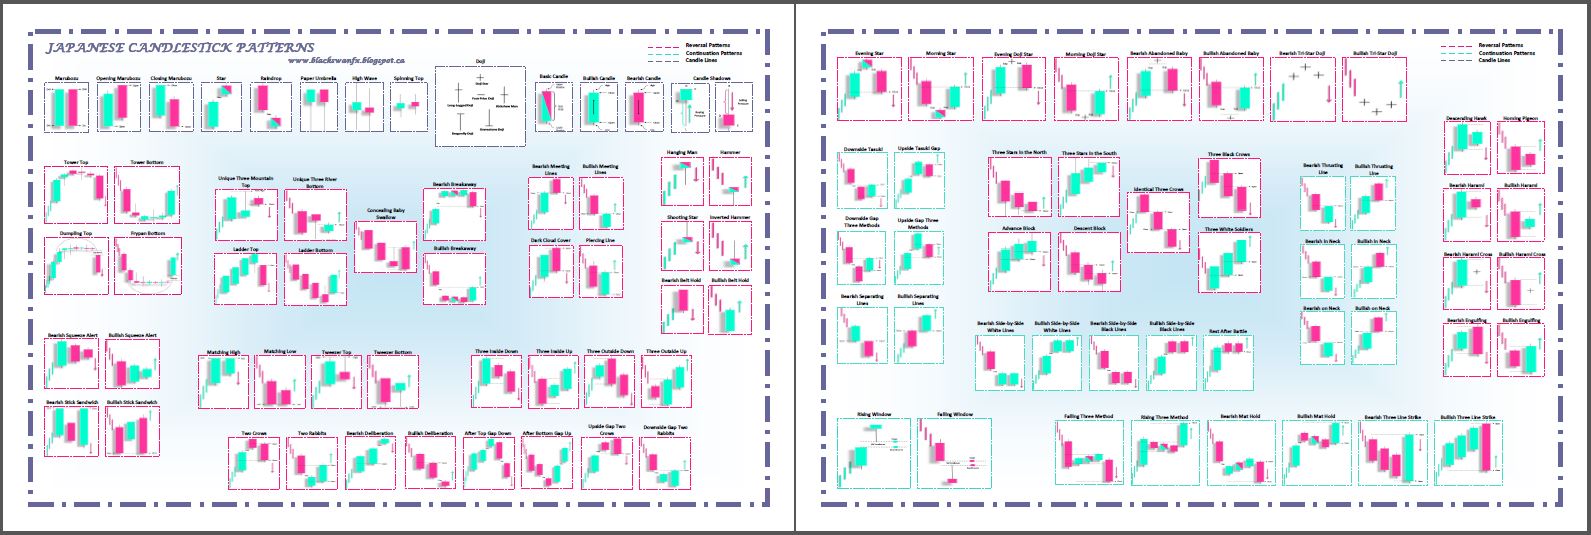 JAPANESE CANDLESTICK PATTERNS
www.blackswanfx.blogspot.ca
Reversal Patterns
Continuation Patterns
Candle Lines
Marubozu
Opening Marubozu
Closing Marubozu
Star
Raindrop
Paper Umbrella
High Wave
Spinning Top
Doji
Doji Star
Long-Legged Doji
Four Price Doji
Rickshaw Man
Dragonfly Doji
Gravestone Doji
Basic Candle
Bullish Candle
Bearish Candle
Candle Shadows
Tower Top
Tower Bottom
Dumpling Top
Frypan Bottom
Unique Three Mountain
Top
Unique Three River
Bottom
Ladder Top
Ladder Bottom
Concealing Baby
Swallow
Bearish Breakaway
Bullish Breakaway
Bearish Meeting
Lines
Bullish Meeting
Lines
Dark Cloud Cover
Piercing Line
Hanging Man
Hammer
Shooting Star
Inverted Hammer
Bearish Belt Hold
Bullish Belt Hold
Bearish Squeeze Alert
Bullish Squeeze Alert
Bearish Stick Sandwich
Bullish Stick Sandwich
Matching High
Matching Low
Tweezer Top
Tweezer Bottom
Three Inside Down
Three Inside Up
Three Outside Down
Three Outside Up
Two Crows
Two Rabbits
Bearish Deliberation
Bullish Deliberation
After Top Gap Down
After Bottom Gap Up
Upside Gap Two
Crows
Downside Gap Two
Rabbits
Evening Star
Morning Star
Evening Doji Star
Morning Doji Star
Bearish Abandoned Baby
Bullish Abandoned Baby
Bearish Tri-Star Doji
Bullish Tri-Star Doji
Reversal Patterns
Continuation Patterns
Candle Lines
Downside Tasuki
Upside Tasuki Gap
Downside Gap
Three Methods
Upside Gap Three
Methods
Bearish Separating
Lines
Bullish Separating
Lines
Three Stars in the North
Three Stars in the South
Advance Block
Descent Block
Identical Three Crows
Three Black Crows
Three White Soldiers
Bearish Thrusting
Line
Bullish Thrusting
Line
Bearish In Neck
Bullish In Neck
Bearish on Neck
Bullish on Neck
Descending Hawk
Homing Pigeon
Bearish Harami
Bullish Harami
Bearish Harami Cross
Bullish Harami Cross
Bearish Engulfing
Bullish Engulfing
Bearish Side-by-Side
White Lines
Bullish Side-by-Side
White Lines
Bearish Side-by-Side
Black Lines
Bullish Side-by-Side
Black Lines
Rest After Battle
Rising Window
Falling Window
Falling Three Method
Rising Three Method
Bearish Mat Hold
Bullish Mat Hold
Bearish Three Line Strike
Bullish Three Line Strike